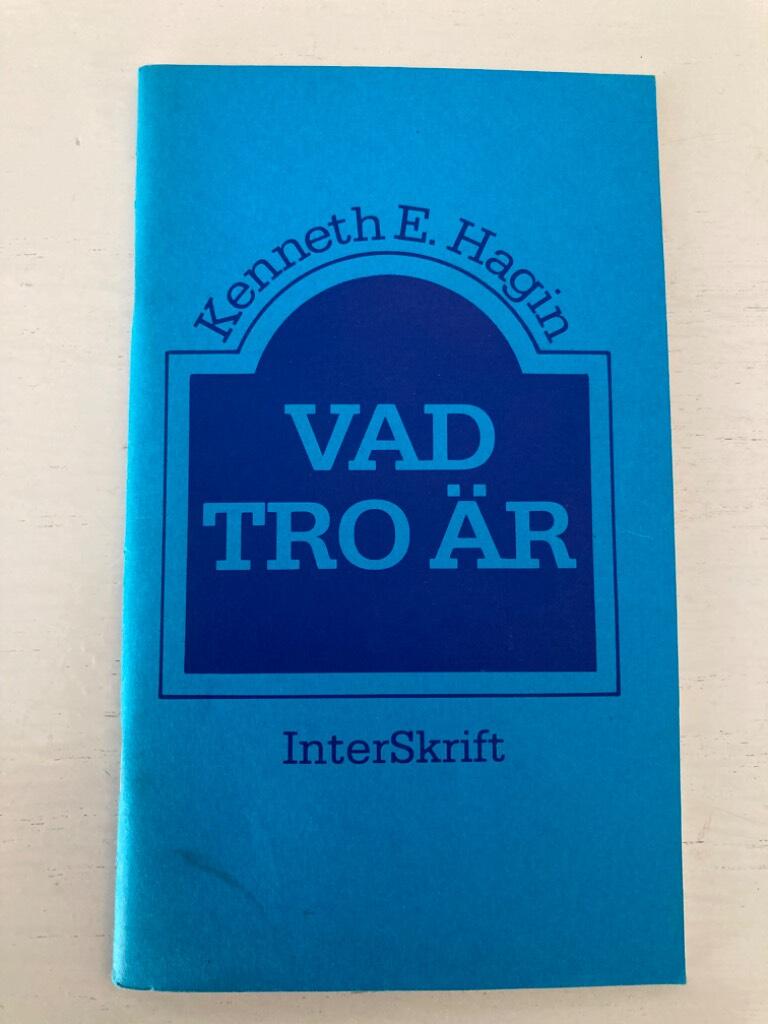 Kenneth E. Hagin
VAD
TRO ÄR
InterSkrift